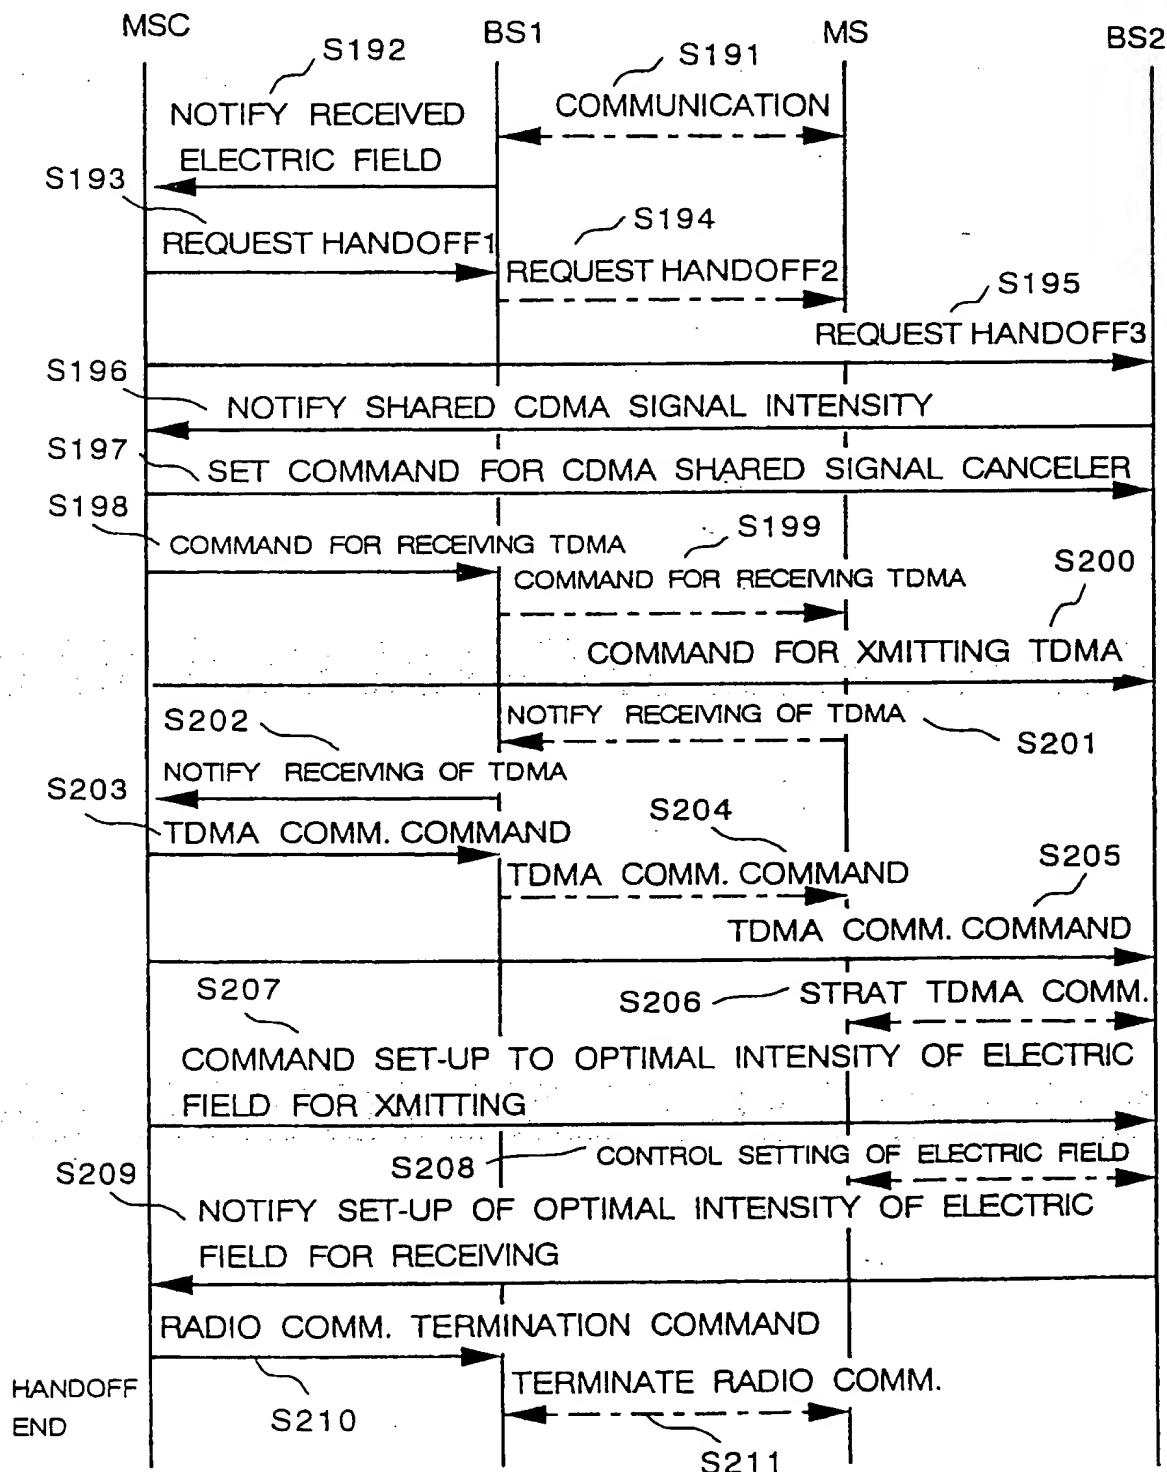 MSC
BS1
MS
BS2
S192
S191
NOTIFY RECEIVED
ELECTRIC FIELD
COMMUNICATION
S193
REQUEST HANDOFF1
S194
REQUEST HANDOFF2
S195
REQUEST HANDOFF3
S196
NOTIFY SHARED CDMA SIGNAL INTENSITY
S197
SET COMMAND FOR CDMA SHARED SIGNAL CANCELER
S198
COMMAND FOR RECEIVING TDMA
S199
COMMAND FOR RECEIVING TDMA
S200
COMMAND FOR XMITTING TDMA
NOTIFY RECEIVING OF TDMA
S201
S202
NOTIFY RECEIVING OF TDMA
S203
TDMA COMM. COMMAND
S204
TDMA COMM. COMMAND
S205
TDMA COMM. COMMAND
S206
STRAT TDMA COMM.
S207
COMMAND SET-UP TO OPTIMAL INTENSITY OF ELECTRIC
FIELD FOR XMITTING
S208
CONTROL SETTING OF ELECTRIC FIELD
S209
NOTIFY SET-UP OF OPTIMAL INTENSITY OF ELECTRIC
FIELD FOR RECEIVING
RADIO COMM. TERMINATION COMMAND
S210
TERMINATE RADIO COMM.
S211
HANDOFF
END